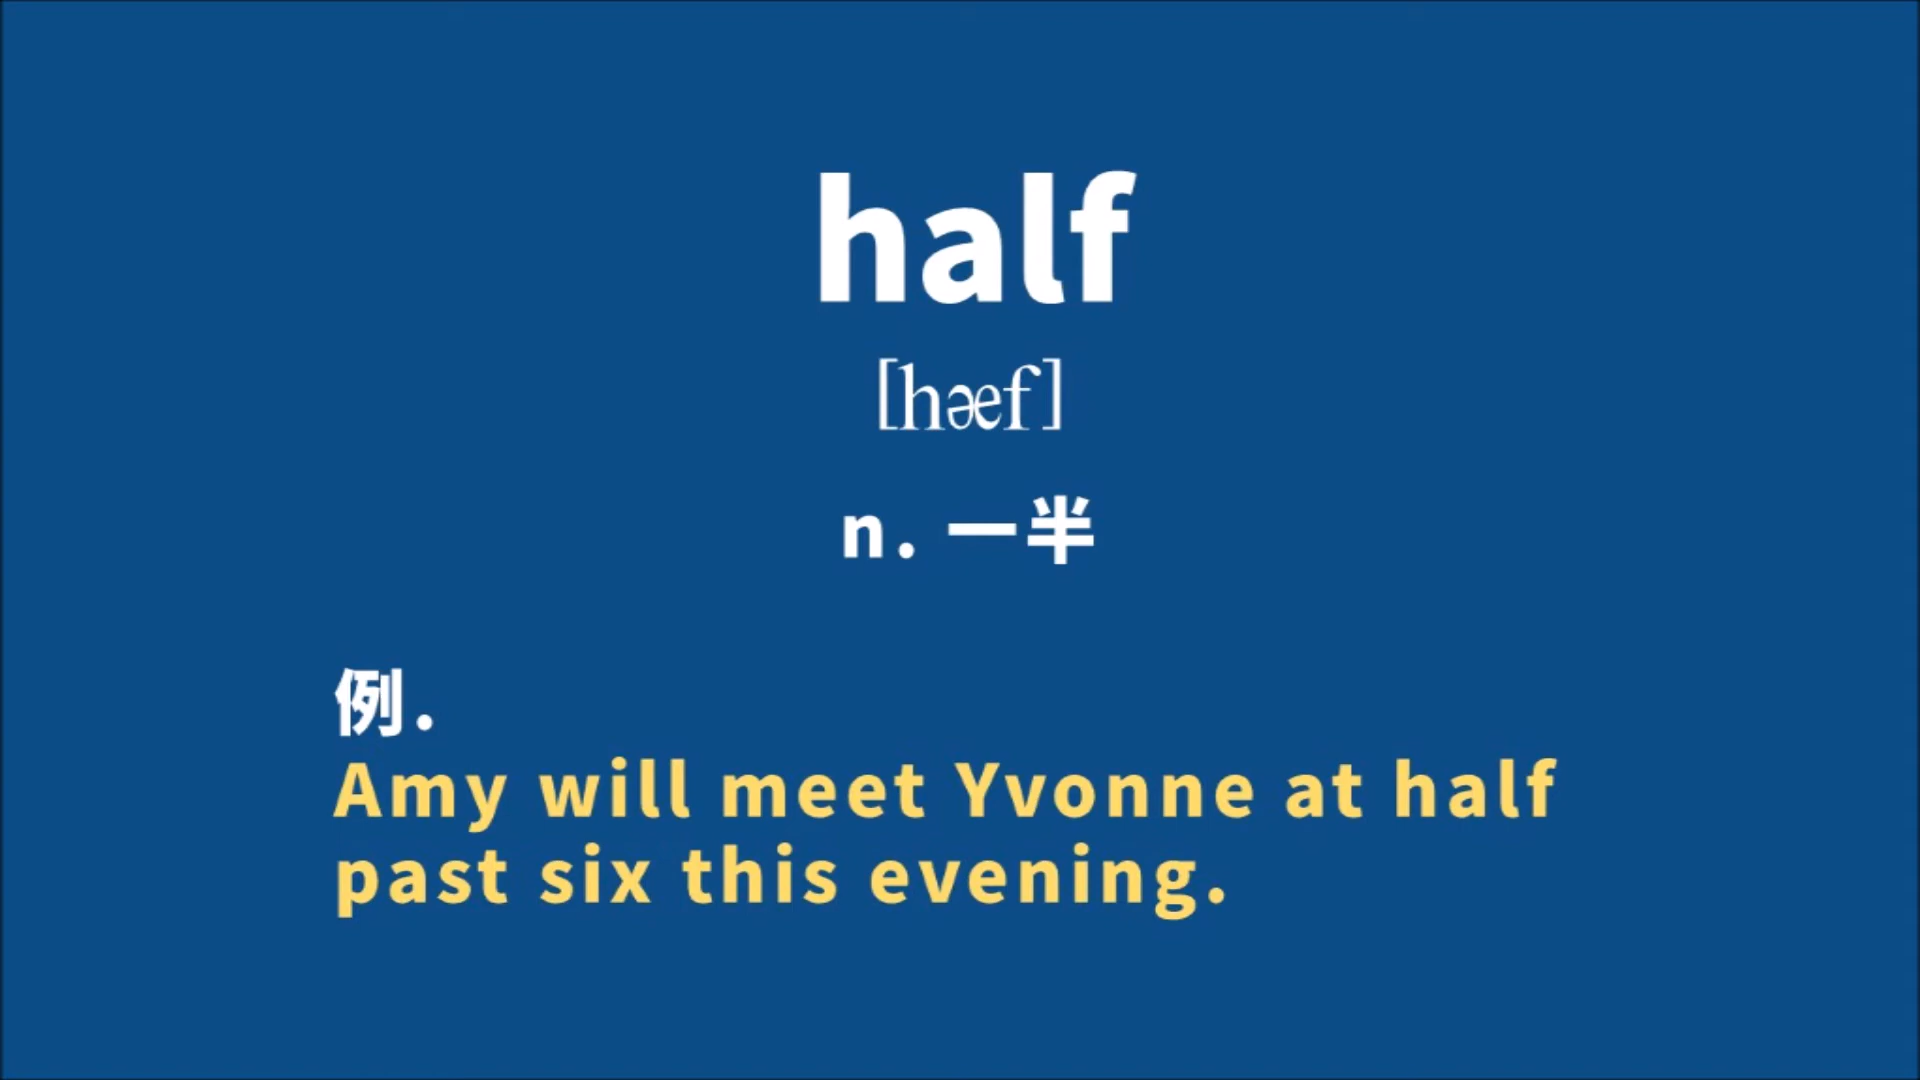 half
[hæf]
n. 一半
例.
Amy will meet Yvonne at half
past six this evening.